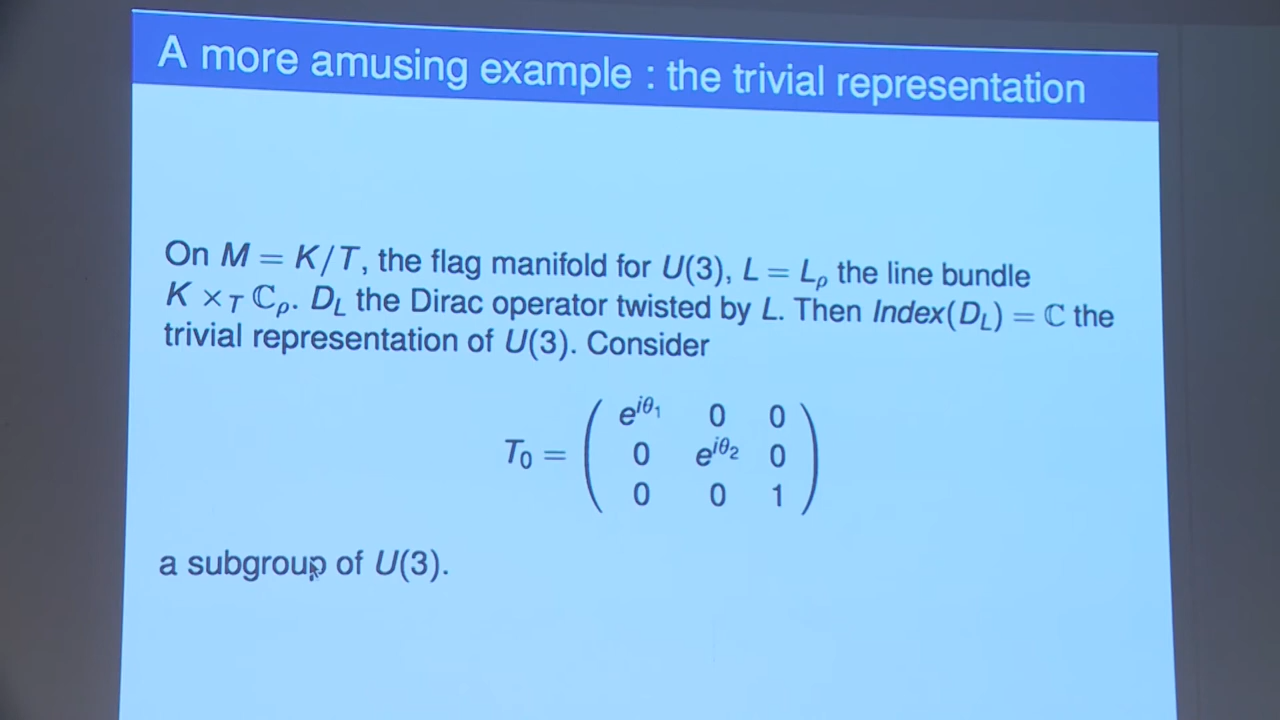 A more amusing example : the trivial representation
On M = K/T, the flag manifold for U(3), L = L_ρ the line bundle
K ×_T ℂ_ρ. D_L the Dirac operator twisted by L. Then Index(D_L) = ℂ the
trivial representation of U(3). Consider
e^{iθ_1} 0 0
T_0 = 0 e^{iθ_2} 0
0 0 1
a subgroup of U(3).